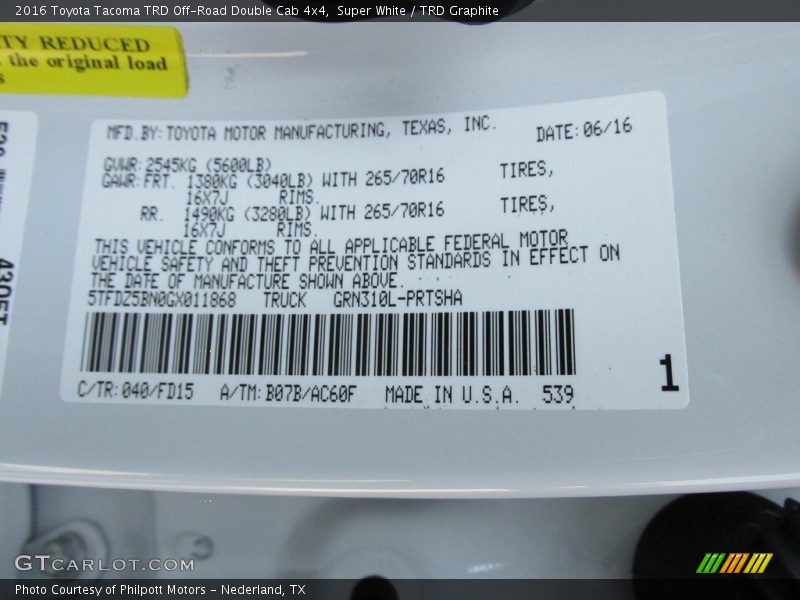 2016 Toyota Tacoma TRD Off-Road Double Cab 4x4, Super White / TRD Graphite
TY REDUCED
the original load
s
MFD.BY:TOYOTA MOTOR MANUFACTURING, TEXAS, INC. DATE:06/16
GVWR:2545KG (5600LB)
GAWR:FRT. 1380KG (3040LB) WITH 265/70R16 TIRES,
16X7J RIMS.
RR. 1490KG (3280LB) WITH 265/70R16 TIRES,
16X7J RIMS.
THIS VEHICLE CONFORMS TO ALL APPLICABLE FEDERAL MOTOR
VEHICLE SAFETY AND THEFT PREVENTION STANDARDS IN EFFECT ON
THE DATE OF MANUFACTURE SHOWN ABOVE.
5TFDZ5BN0GX011868 TRUCK GRN310L-PRTSHA
C/TR:040/FD15 A/TM:B07B/AC60F MADE IN U.S.A. 539
1
GTCARLOT.COM
Photo Courtesy of Philpott Motors - Nederland, TX